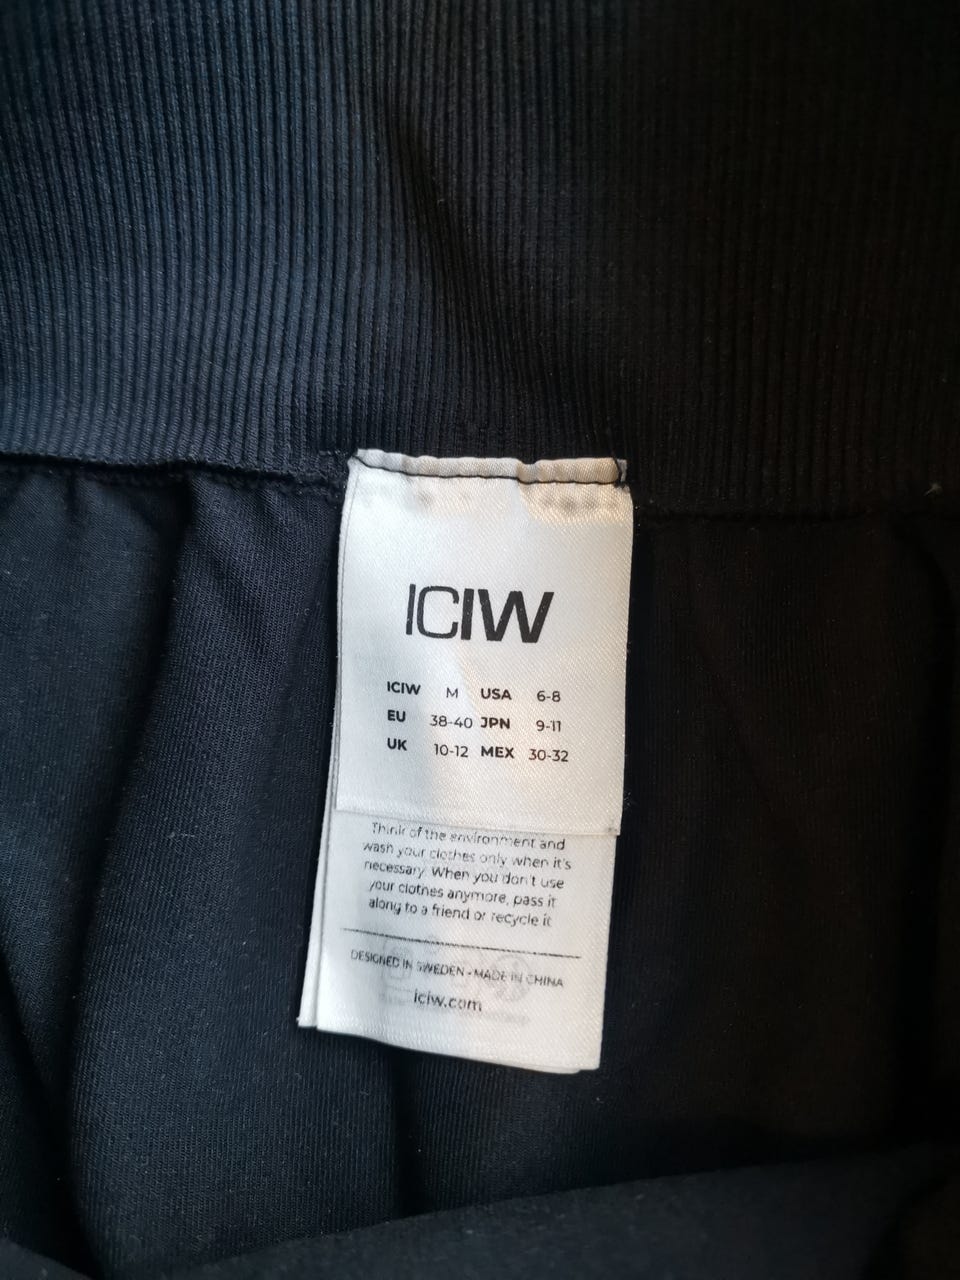 ICIW
ICIW M USA 6-8
EU 38-40 JPN 9-11
UK 10-12 MEX 30-32
Think of the environment and
wash your clothes only when it's
necessary. When you don't use
your clothes anymore, pass it
along to a friend or recycle it
DESIGNED IN SWEDEN - MADE IN CHINA
iciw.com